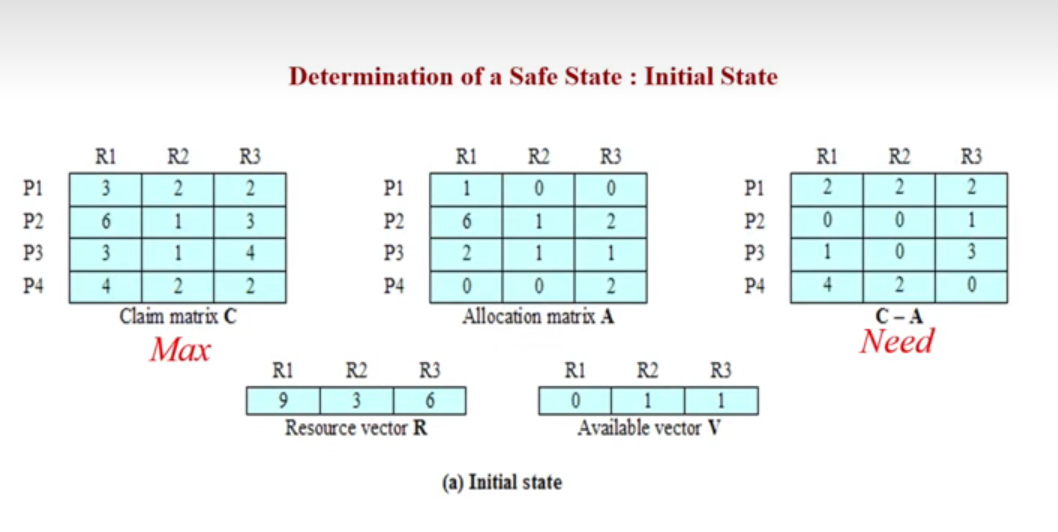 Determination of a Safe State : Initial State
R1 R2 R3 R1 R2 R3 R1 R2 R3
P1 3 2 2 P1 1 0 0 P1 2 2 2
P2 6 1 3 P2 6 1 2 P2 0 0 1
P3 3 1 4 P3 2 1 1 P3 1 0 3
P4 4 2 2 P4 0 0 2 P4 4 2 0
Claim matrix C Allocation matrix A C – A
Max Need
R1 R2 R3 R1 R2 R3
9 3 6 0 1 1
Resource vector R Available vector V
(a) Initial state